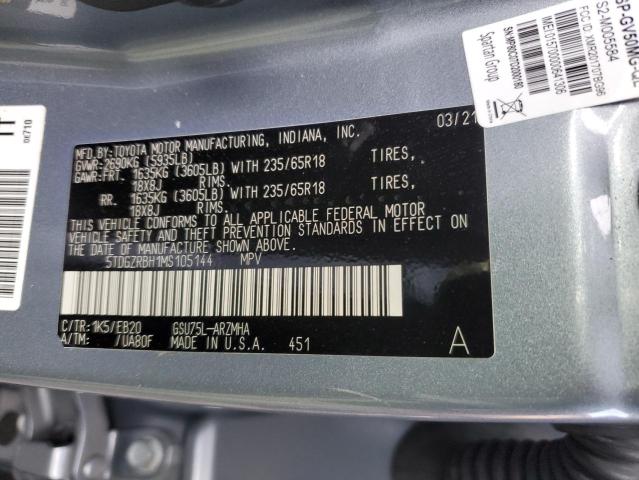 MFD BY:TOYOTA MOTOR MANUFACTURING, INDIANA, INC. 03/21
GVWR:2690KG (5935LB)
GAWR:FRT. 1635KG (3605LB) WITH 235/65R18 TIRES,
18X8J RIMS,
RR. 1635KG (3605LB) WITH 235/65R18 TIRES,
18X8J RIMS.
THIS VEHICLE CONFORMS TO ALL APPLICABLE FEDERAL MOTOR
VEHICLE SAFETY AND THEFT PREVENTION STANDARDS IN EFFECT ON
THE DATE OF MANUFACTURE SHOWN ABOVE.
5TDGZRBH1MS105144 MPV
C/TR: 1K5/EB20 GSU75L-ARZMHA
A/TM: /UA80F MADE IN U.S.A. 451 A
0X710
Spartan Group
FCC ID: